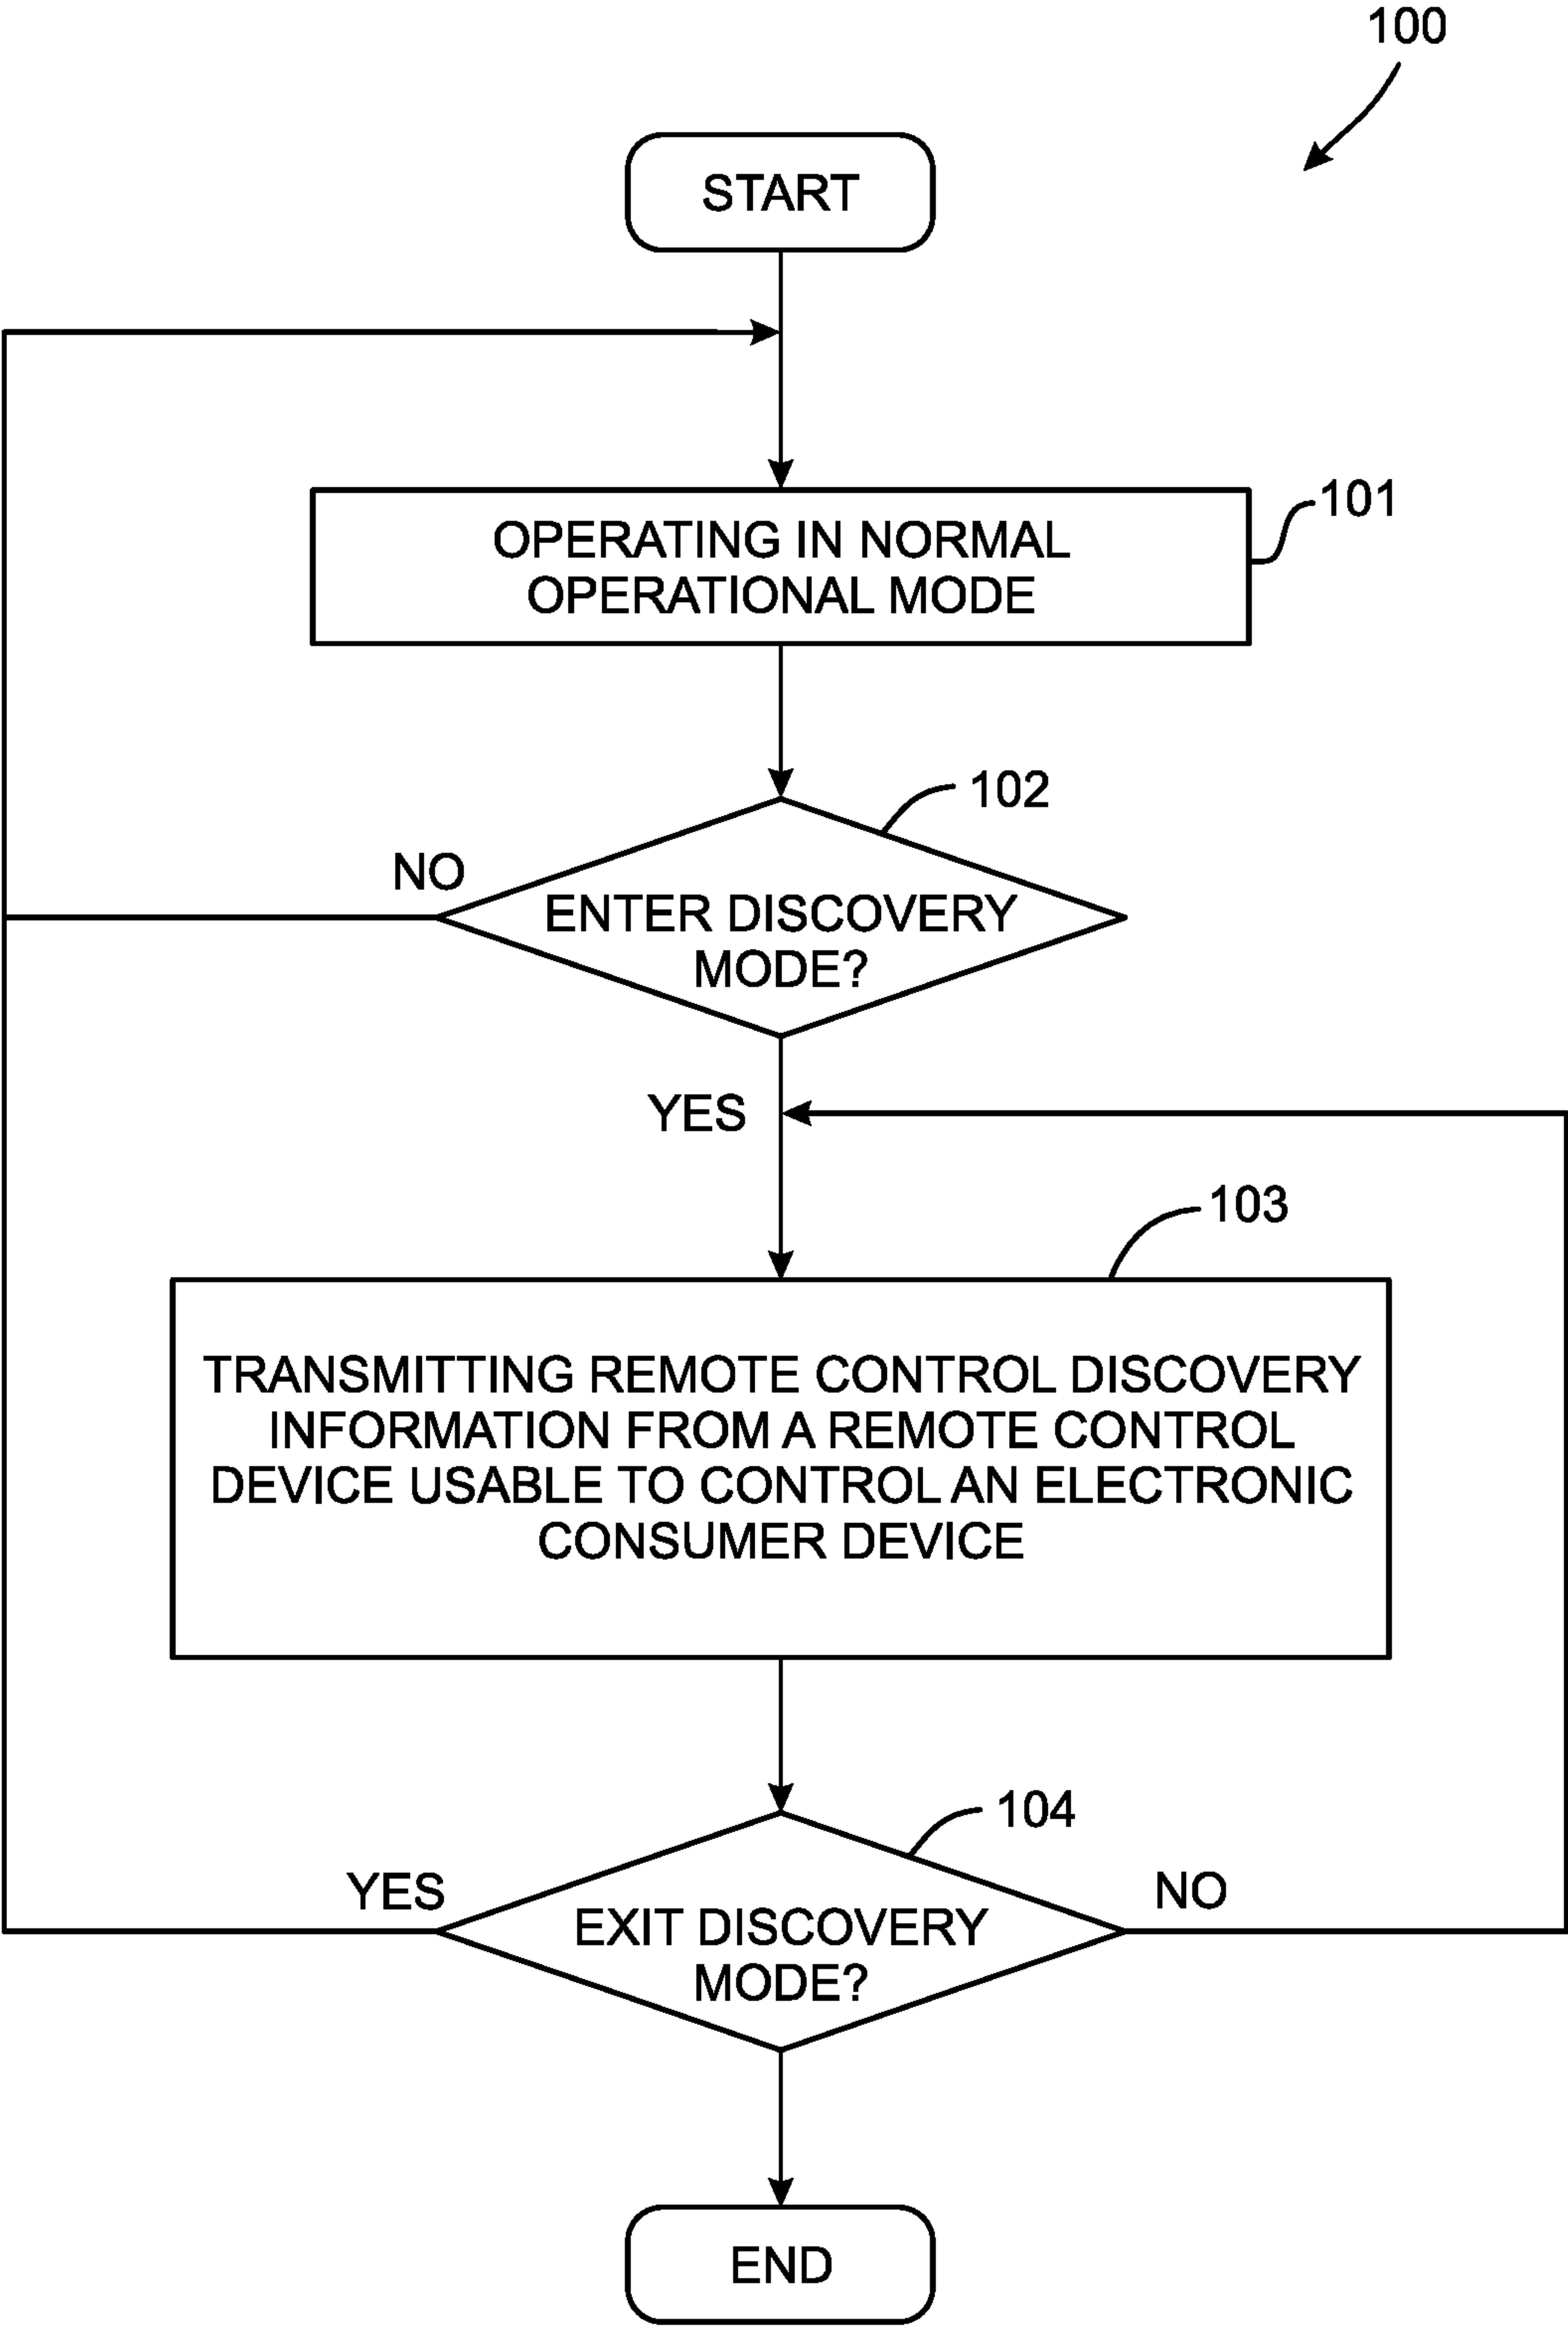 100
START
OPERATING IN NORMAL
OPERATIONAL MODE
101
102
NO
ENTER DISCOVERY
MODE?
YES
103
TRANSMITTING REMOTE CONTROL DISCOVERY
INFORMATION FROM A REMOTE CONTROL
DEVICE USABLE TO CONTROL AN ELECTRONIC
CONSUMER DEVICE
104
YES
NO
EXIT DISCOVERY
MODE?
END